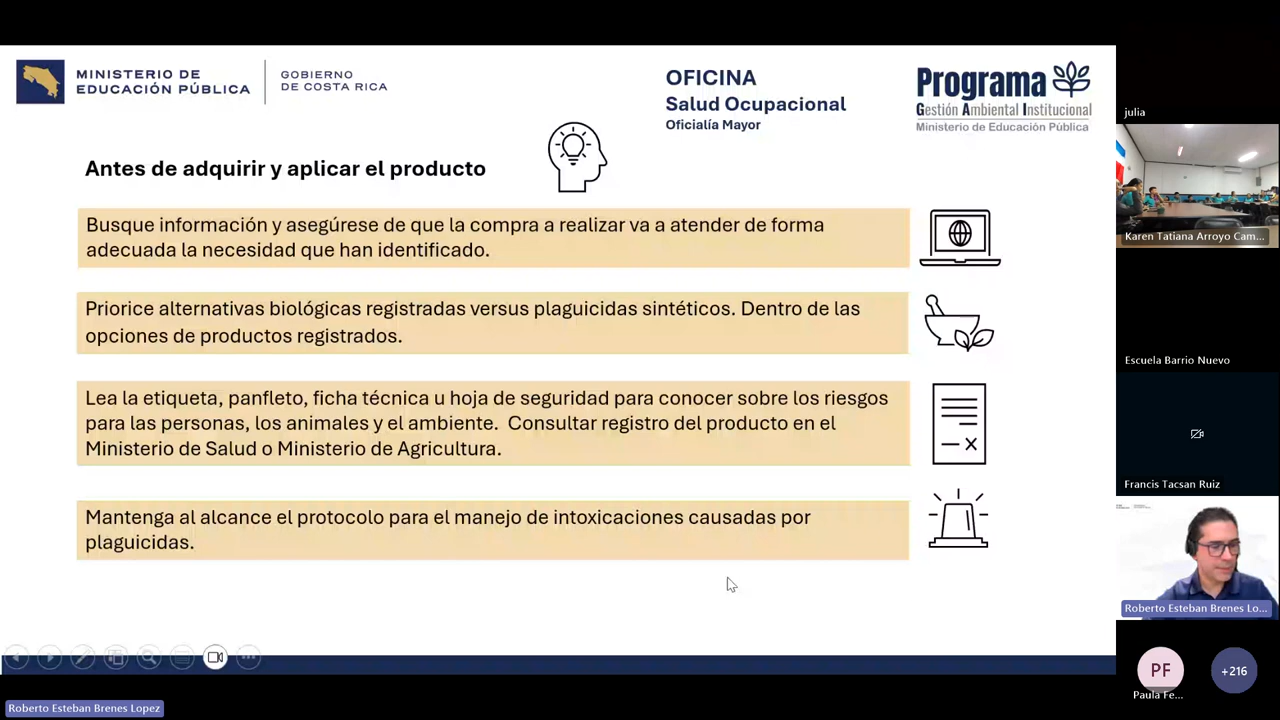 MINISTERIO DE
EDUCACIÓN PÚBLICA
GOBIERNO
DE COSTA RICA
OFICINA
Salud Ocupacional
Oficialía Mayor
Programa
Gestión Ambiental Institucional
Ministerio de Educación Pública
Antes de adquirir y aplicar el producto
Busque información y asegúrese de que la compra a realizar va a atender de forma
adecuada la necesidad que han identificado.
Priorice alternativas biológicas registradas versus plaguicidas sintéticos. Dentro de las
opciones de productos registrados.
Lea la etiqueta, panfleto, ficha técnica u hoja de seguridad para conocer sobre los riesgos
para las personas, los animales y el ambiente.  Consultar registro del producto en el
Ministerio de Salud o Ministerio de Agricultura.
Mantenga al alcance el protocolo para el manejo de intoxicaciones causadas por
plaguicidas.
julia
Karen Tatiana Arroyo Cam...
Escuela Barrio Nuevo
Francis Tacsan Ruiz
Roberto Esteban Brenes Lo...
PF
Paula Fe...
+216
Roberto Esteban Brenes Lopez